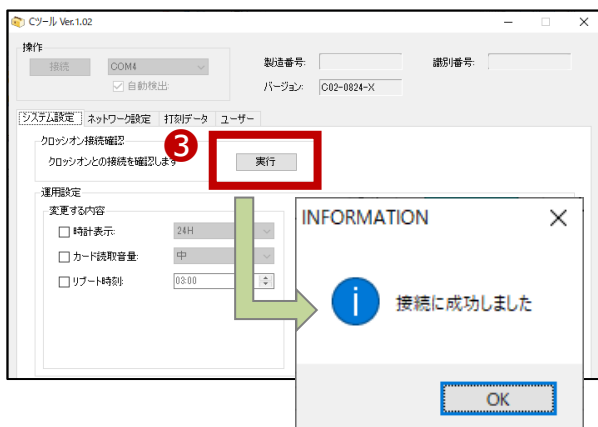 Cツール Ver.1.02
操作
接続 COM4
自動検出:
製造番号:
識別番号:
バージョン: C02-0824-X
システム設定 ネットワーク設定 打刻データ ユーザー
クロッシオン接続確認
3
クロッシオンとの接続を確認します 実行
運用設定
変更する内容
時計表示: 24H
カード読取音量: 中
リブート時刻: 03:00
INFORMATION
接続に成功しました
OK